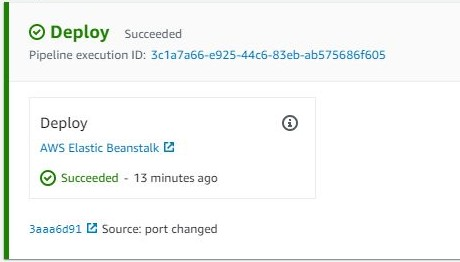 Deploy Succeeded
Pipeline execution ID: 3c1a7a66-e925-44c6-83eb-ab575686f605
Deploy
AWS Elastic Beanstalk
Succeeded - 13 minutes ago
3aaa6d91 Source: port changed